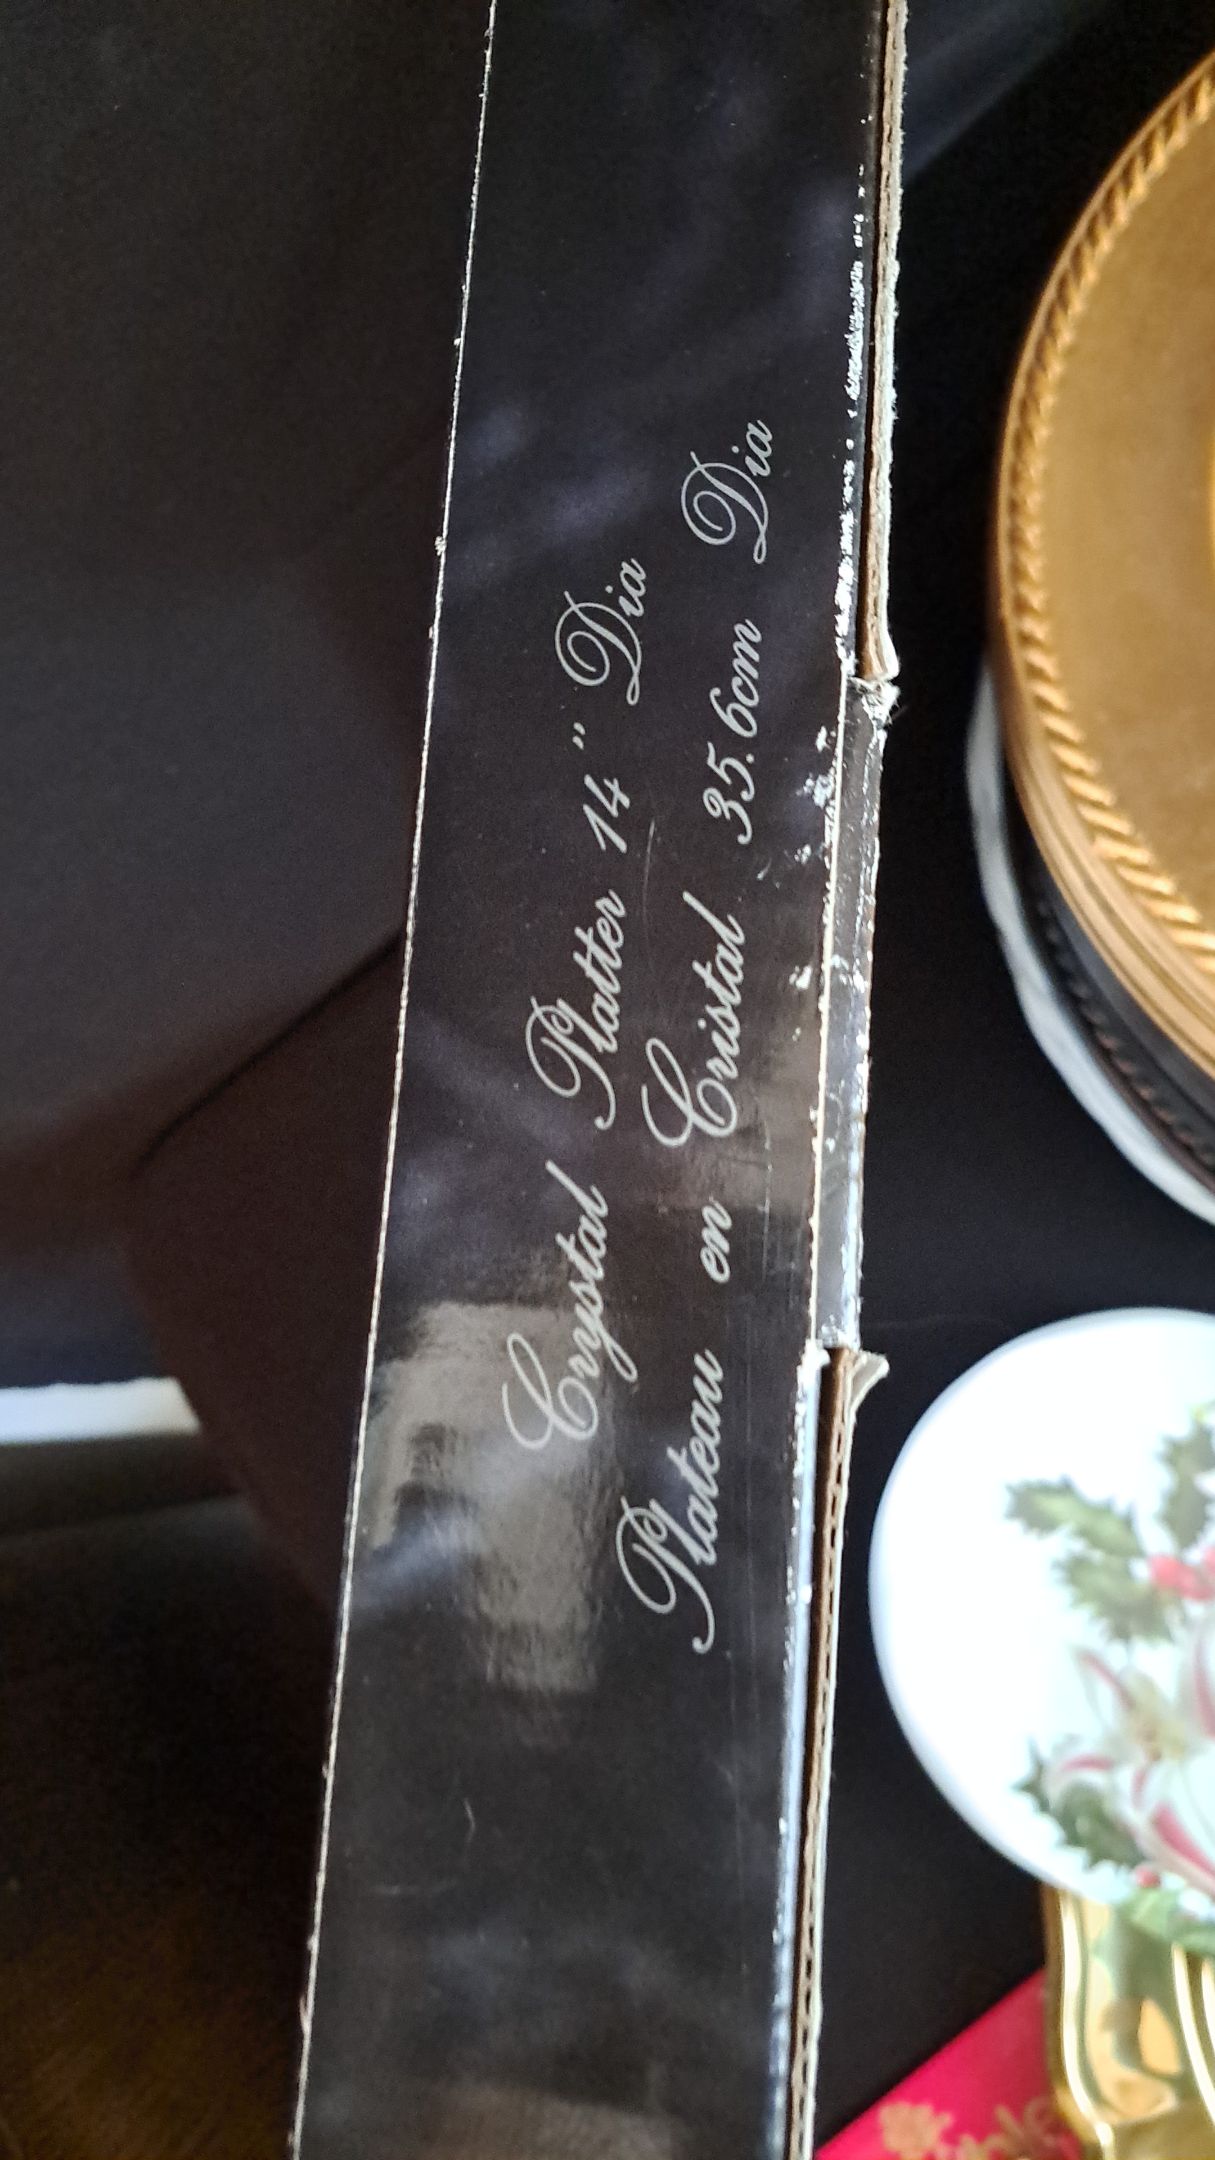 Crystal Platter 14" Dia
Plateau en Cristal 35.6cm Dia